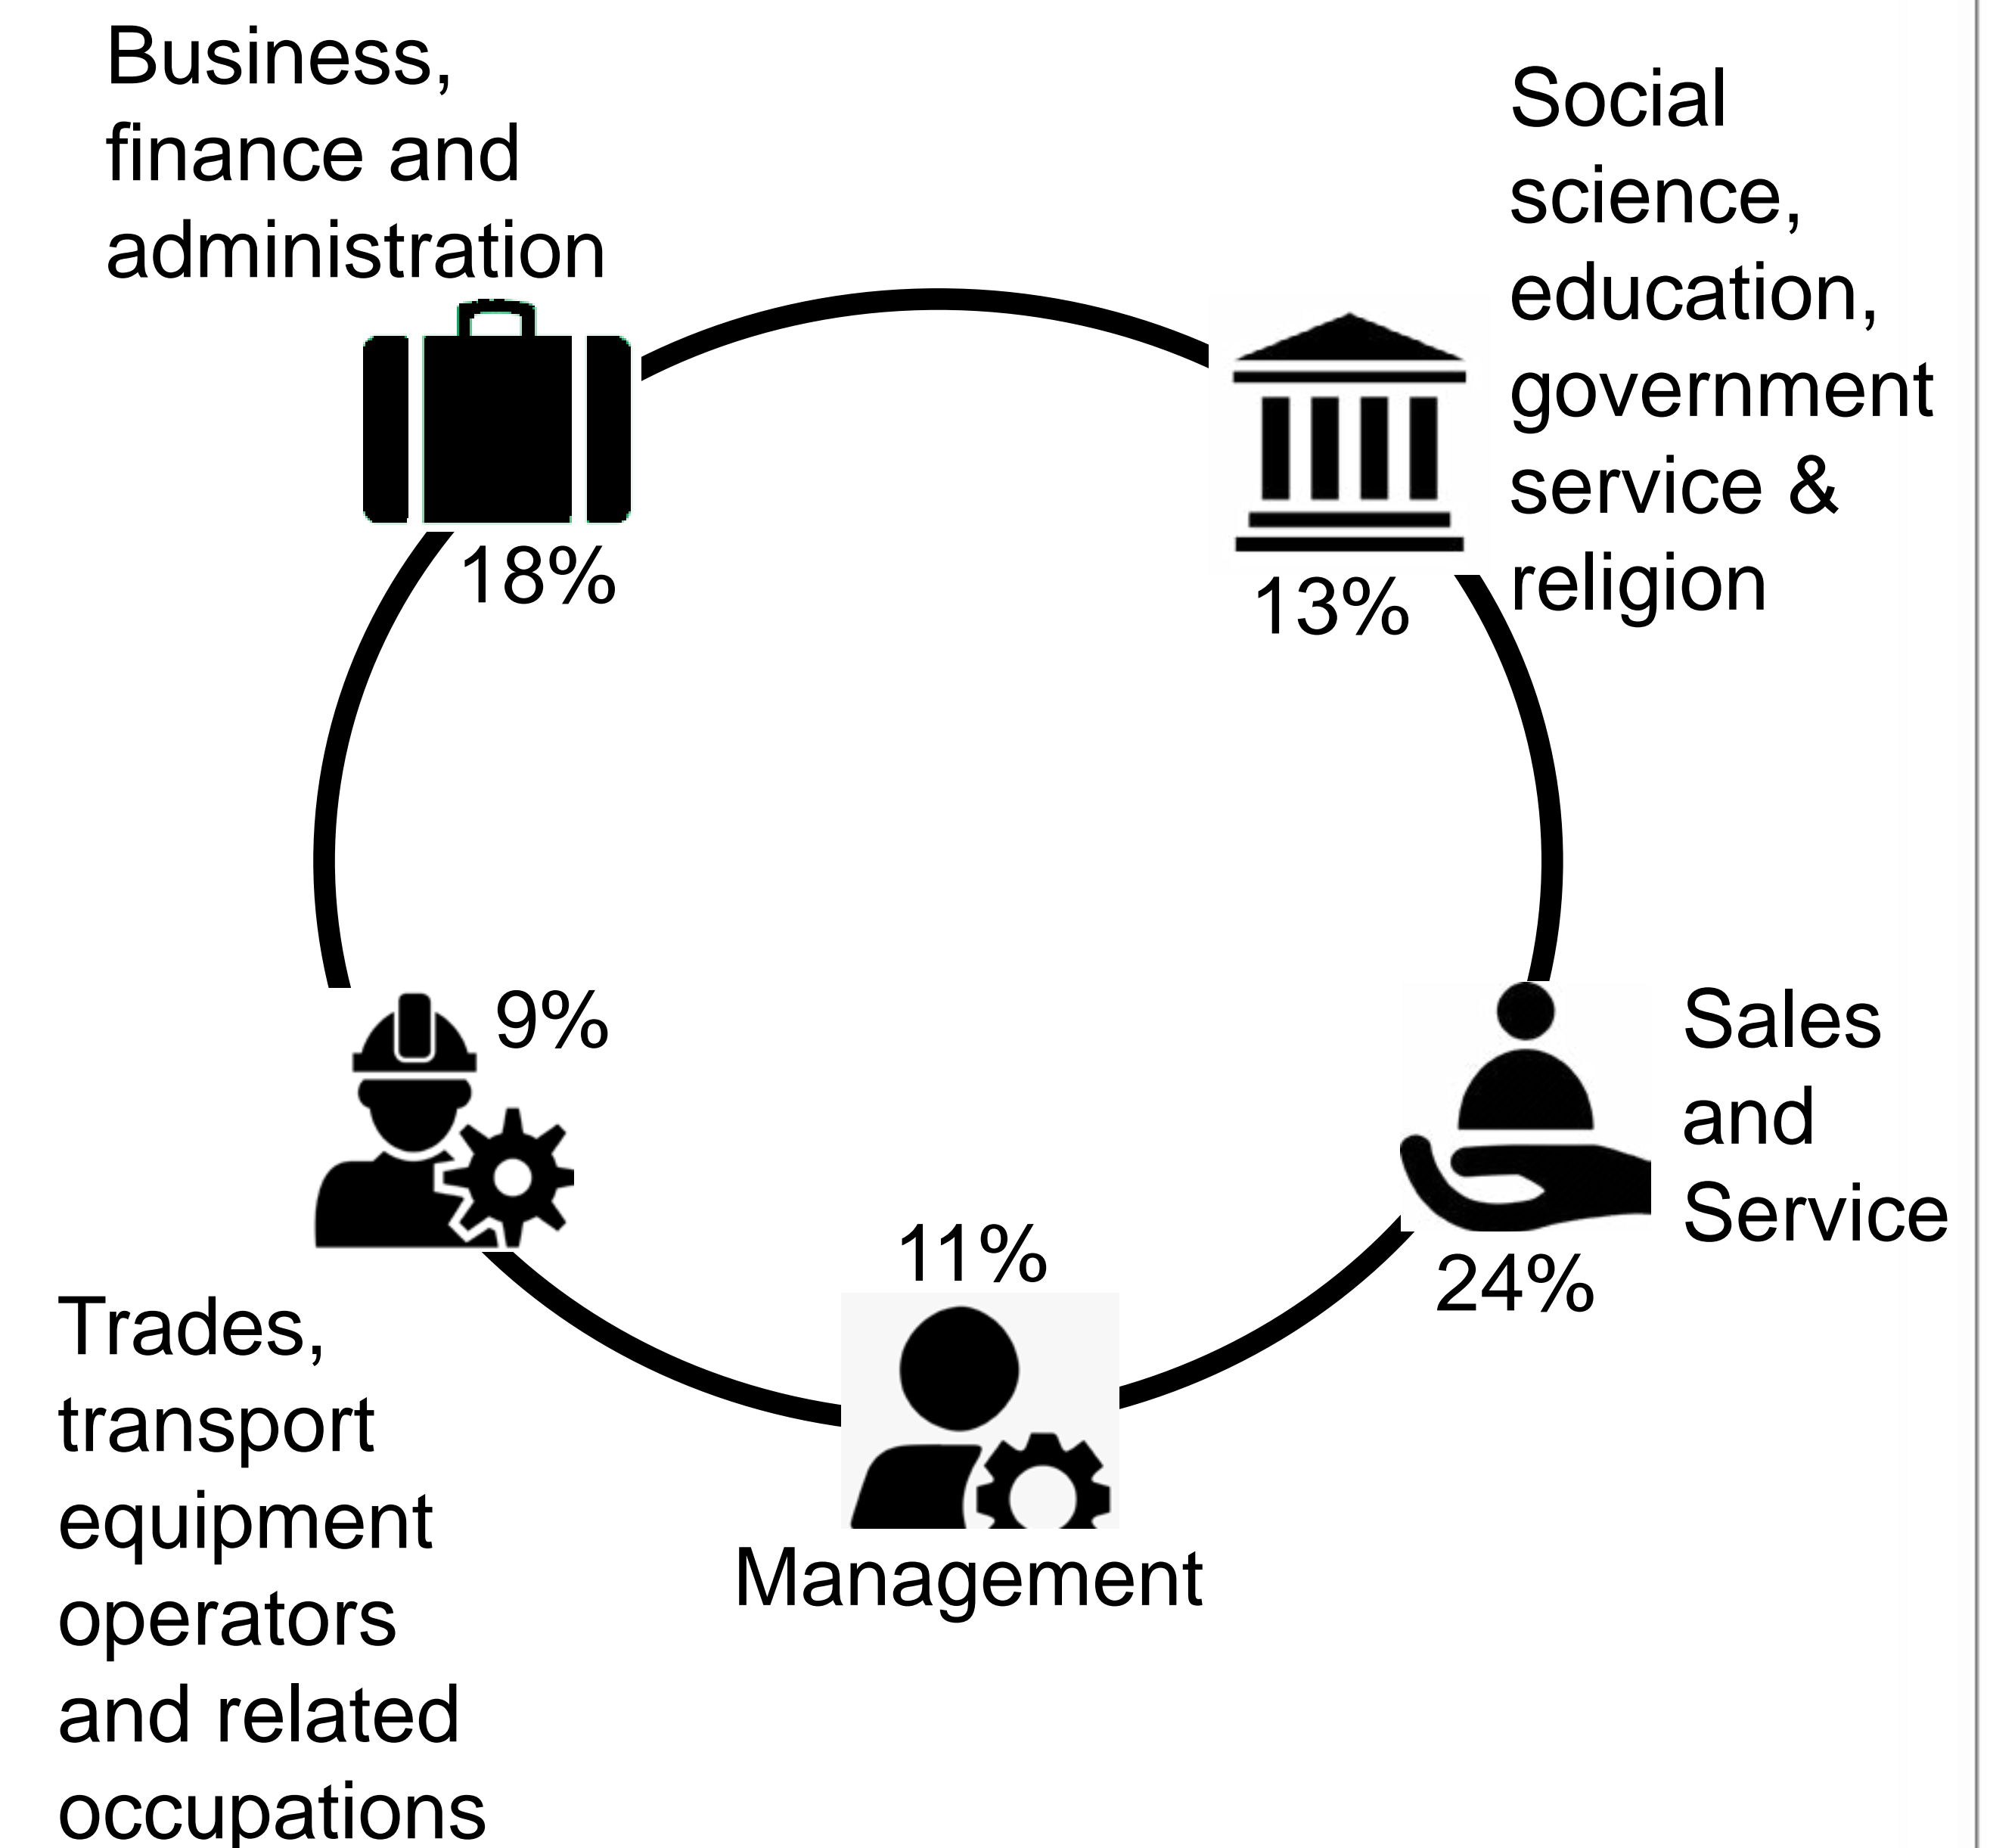 Business,
finance and
administration
18%
Social
science,
education,
government
service &
religion
13%
9%
Trades,
transport
equipment
operators
and related
occupations
11%
Management
Sales
and
Service
24%